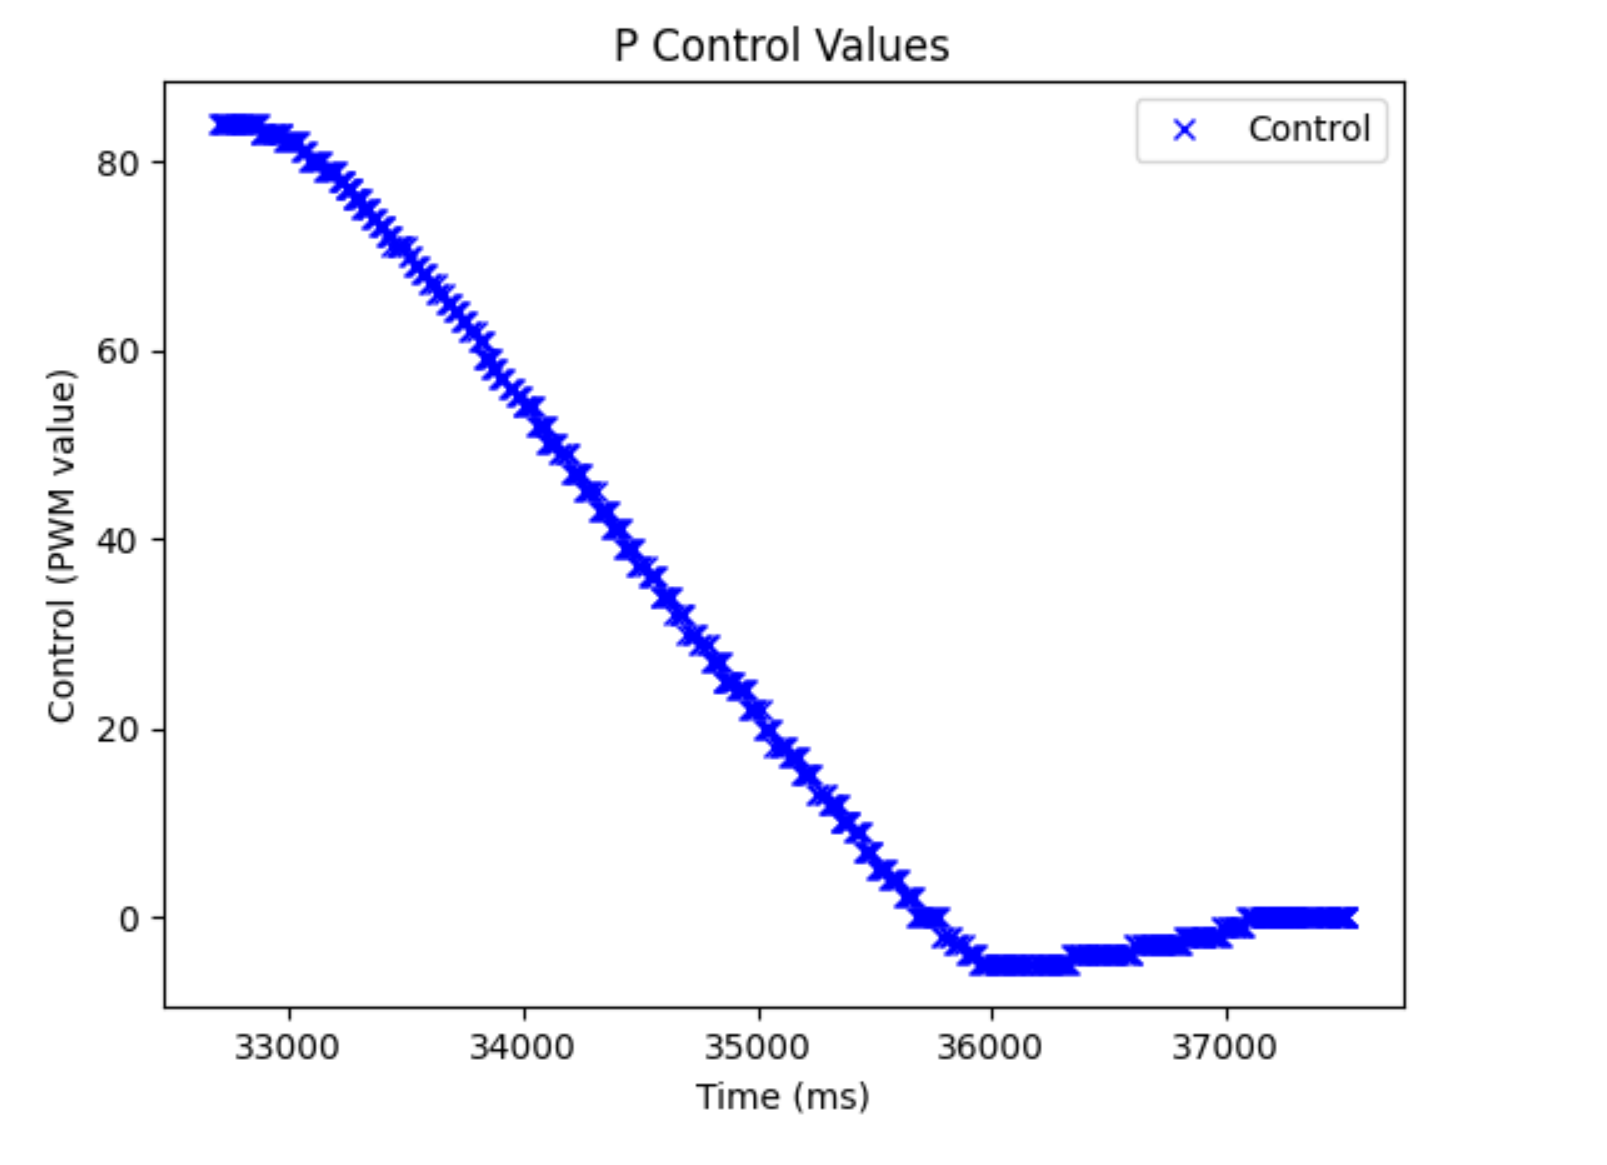 P Control Values
Control
80
60
40
20
0
Control (PWM value)
33000 34000 35000 36000 37000
Time (ms)